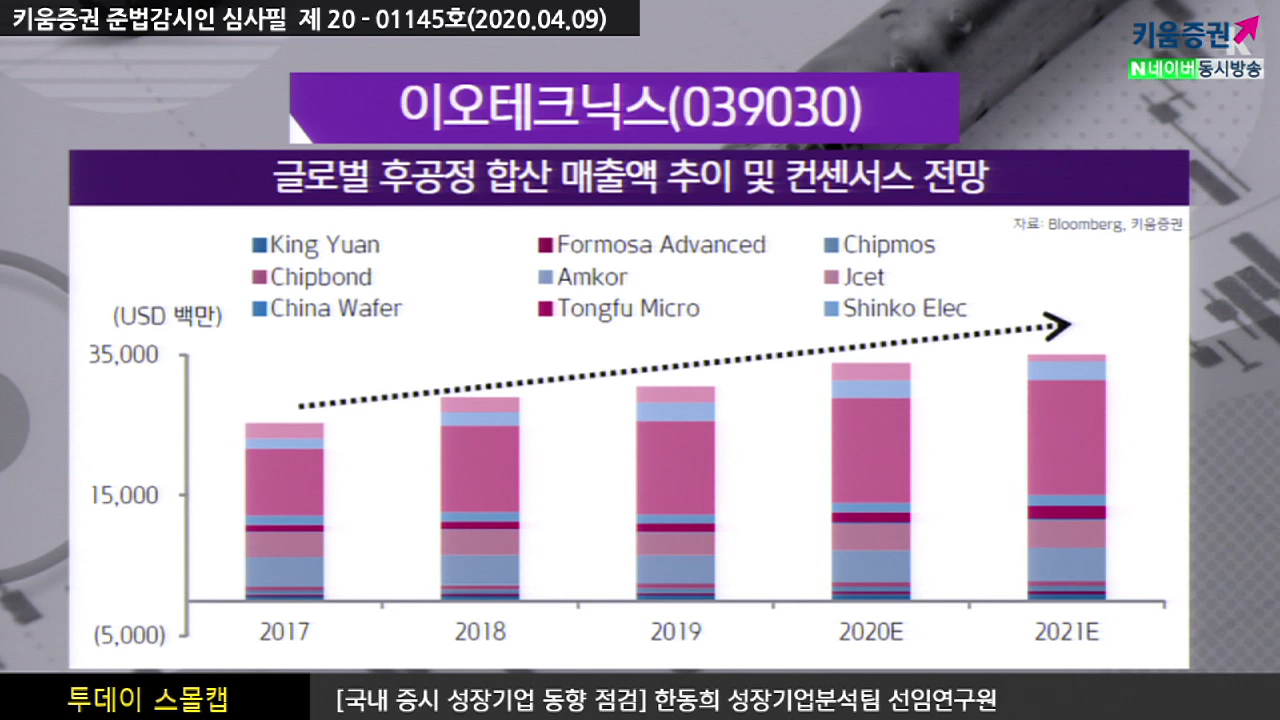 키움증권 준법감시인 심사필 제 20 - 01145호(2020.04.09)
키움증권
N 네이버 동시방송
이오테크닉스(039030)
글로벌 후공정 합산 매출액 추이 및 컨센서스 전망
자료: Bloomberg, 키움증권
King Yuan Formosa Advanced Chipmos
Chipbond Amkor Jcet
China Wafer Tongfu Micro Shinko Elec
(USD 백만)
35,000
15,000
(5,000)
2017 2018 2019 2020E 2021E
투데이 스몰캡 [국내 증시 성장기업 동향 점검] 한동희 성장기업분석팀 선임연구원